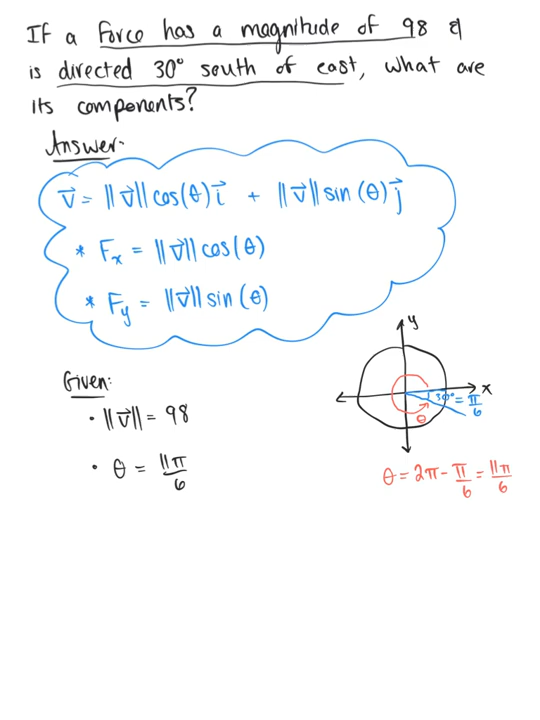 If a force has a magnitude of 98 &
is directed 30° south of east, what are
its components?
Answer:
v⃗ = ||v⃗|| cos(θ) i⃗ + ||v⃗|| sin(θ) j⃗
* Fx = ||v⃗|| cos(θ)
* Fy = ||v⃗|| sin(θ)
Given:
• ||v⃗|| = 98
• θ = 11π/6
y
x
30° = π/6
θ
θ = 2π - π/6 = 11π/6